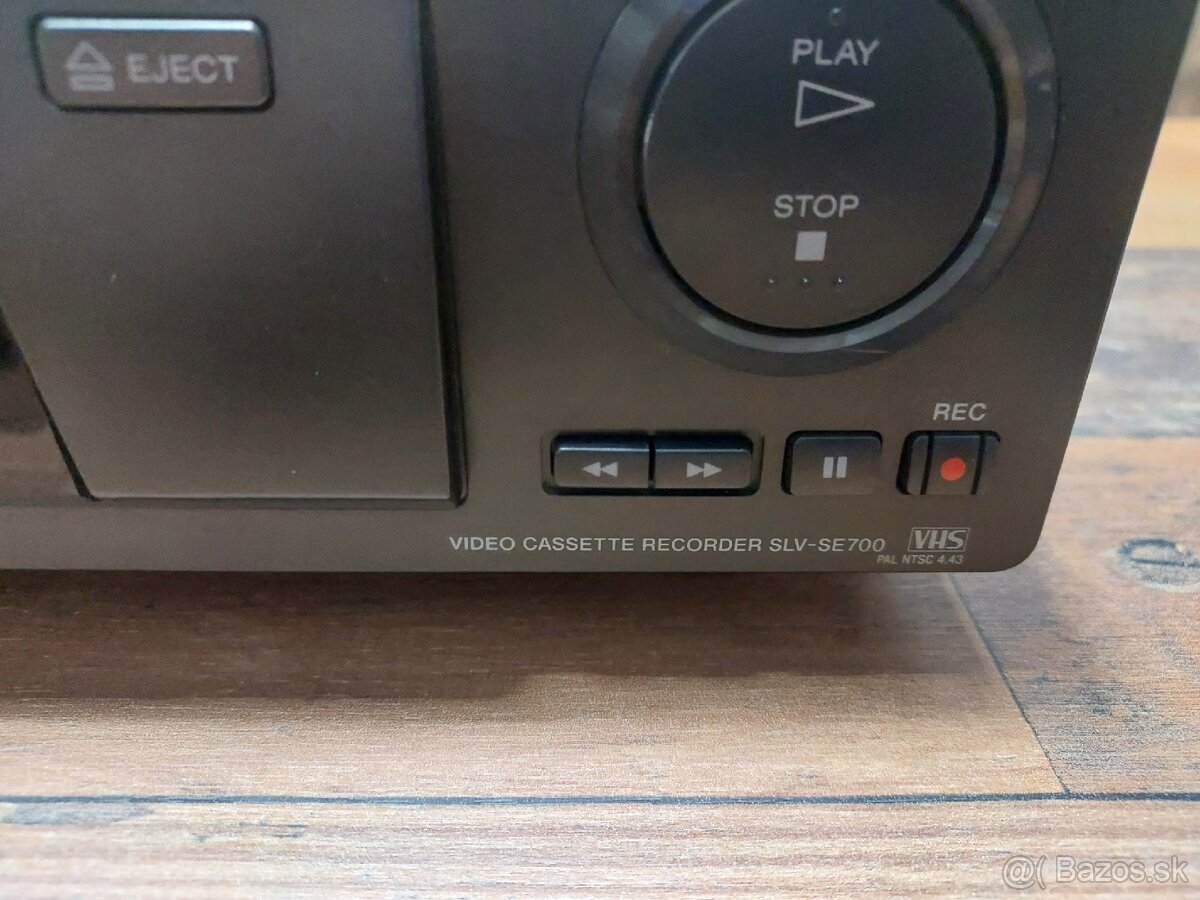 EJECT
PLAY
STOP
REC
VIDEO CASSETTE RECORDER SLV-SE700 VHS
PAL NTSC 4.43
@( Bazos.sk